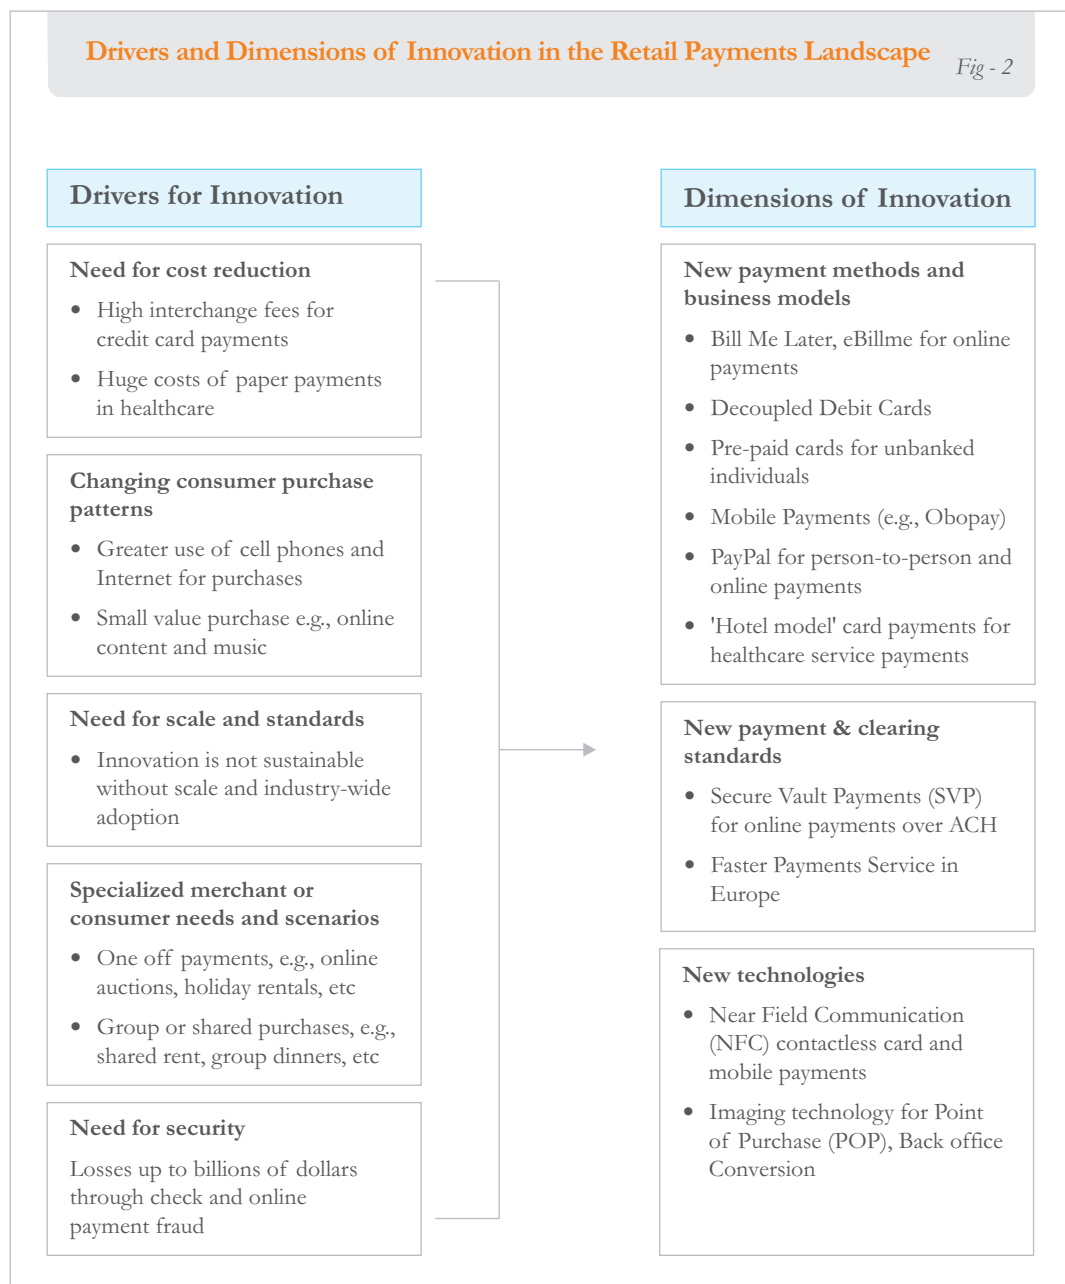 Drivers and Dimensions of Innovation in the Retail Payments Landscape
Fig - 2
Drivers for Innovation
Need for cost reduction
• High interchange fees for
credit card payments
• Huge costs of paper payments
in healthcare
Changing consumer purchase
patterns
• Greater use of cell phones and
Internet for purchases
• Small value purchase e.g., online
content and music
Need for scale and standards
• Innovation is not sustainable
without scale and industry-wide
adoption
Specialized merchant or
consumer needs and scenarios
• One off payments, e.g., online
auctions, holiday rentals, etc
• Group or shared purchases, e.g.,
shared rent, group dinners, etc
Need for security
Losses up to billions of dollars
through check and online
payment fraud
Dimensions of Innovation
New payment methods and
business models
• Bill Me Later, eBillme for online
payments
• Decoupled Debit Cards
• Pre-paid cards for unbanked
individuals
• Mobile Payments (e.g., Obopay)
• PayPal for person-to-person and
online payments
• 'Hotel model' card payments for
healthcare service payments
New payment & clearing
standards
• Secure Vault Payments (SVP)
for online payments over ACH
• Faster Payments Service in
Europe
New technologies
• Near Field Communication
(NFC) contactless card and
mobile payments
• Imaging technology for Point
of Purchase (POP), Back office
Conversion